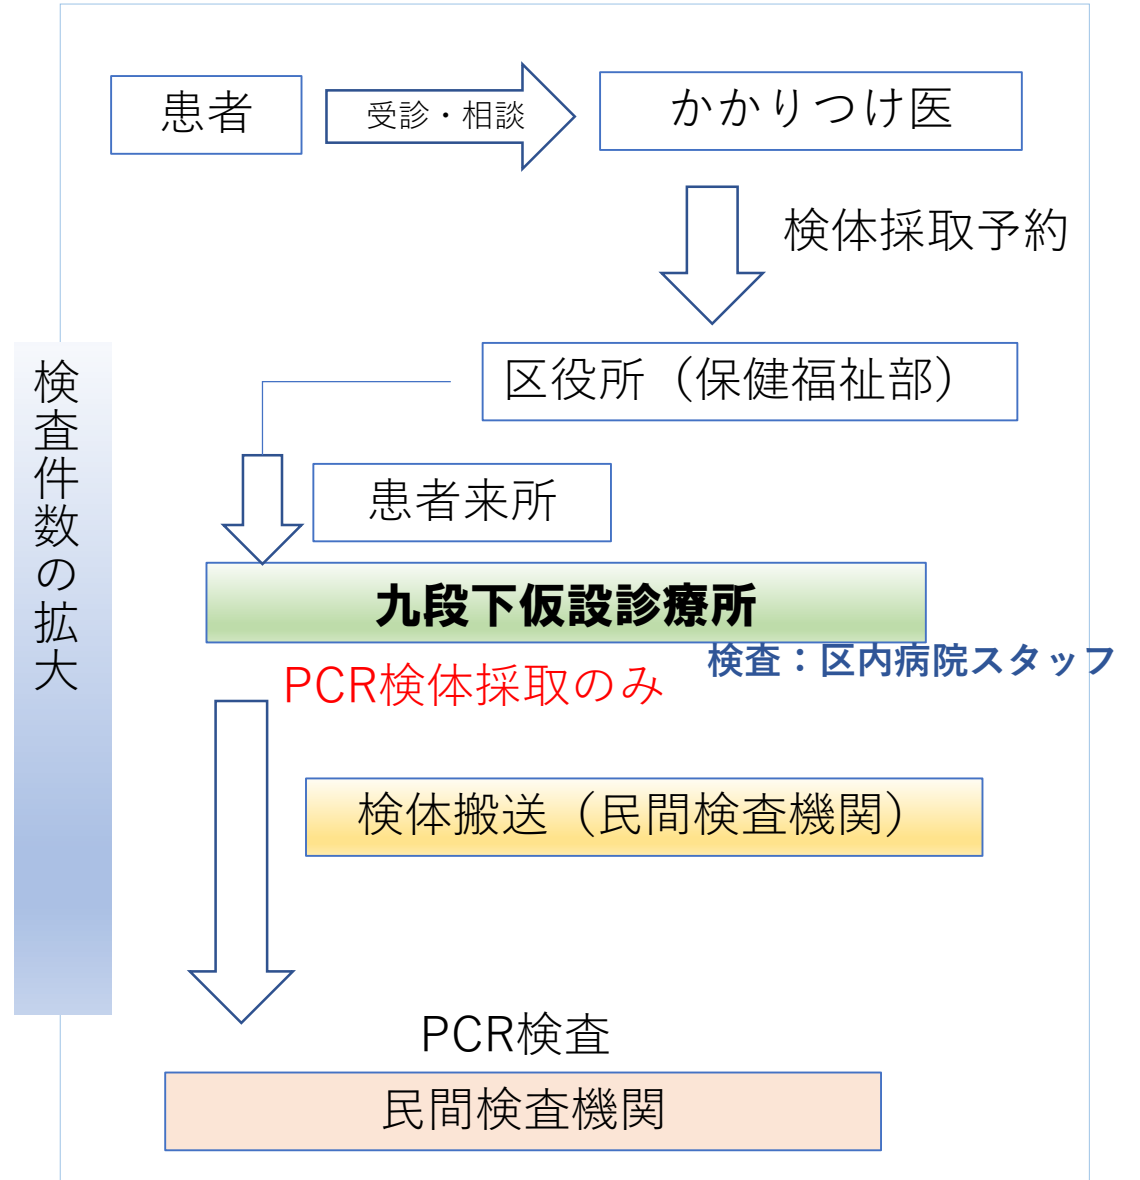 患者
受診・相談
かかりつけ医
検体採取予約
区役所（保健福祉部）
検査件数の拡大
患者来所
九段下仮設診療所
検査：区内病院スタッフ
PCR検体採取のみ
検体搬送（民間検査機関）
PCR検査
民間検査機関